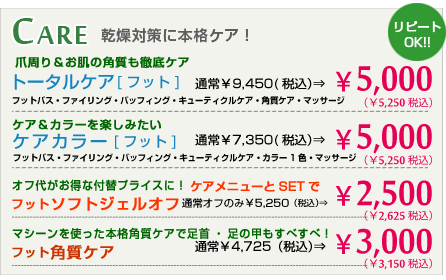 CARE 乾燥対策に本格ケア！
リピート
OK!!
爪周り＆お肌の角質も徹底ケア
トータルケア[フット] 通常￥9,450(税込)⇒ ￥5,000
フットバス・ファイリング・バッフィング・キューティクルケア・角質ケア・マッサージ (￥5,250 税込)
ケア＆カラーを楽しみたい
ケアカラー[フット] 通常￥7,350(税込)⇒ ￥5,000
フットバス・ファイリング・バッフィング・キューティクルケア・カラー１色・マッサージ (￥5,250 税込)
オフ代がお得な付替プライスに！ケアメニューとSETで
フットソフトジェルオフ 通常オフのみ￥5,250（税込)⇒ ￥2,500
(￥2,625 税込)
マシーンを使った本格角質ケアで足首・足の甲もすべすべ！
フット角質ケア 通常￥4,725（税込)⇒ ￥3,000
(￥3,150 税込)